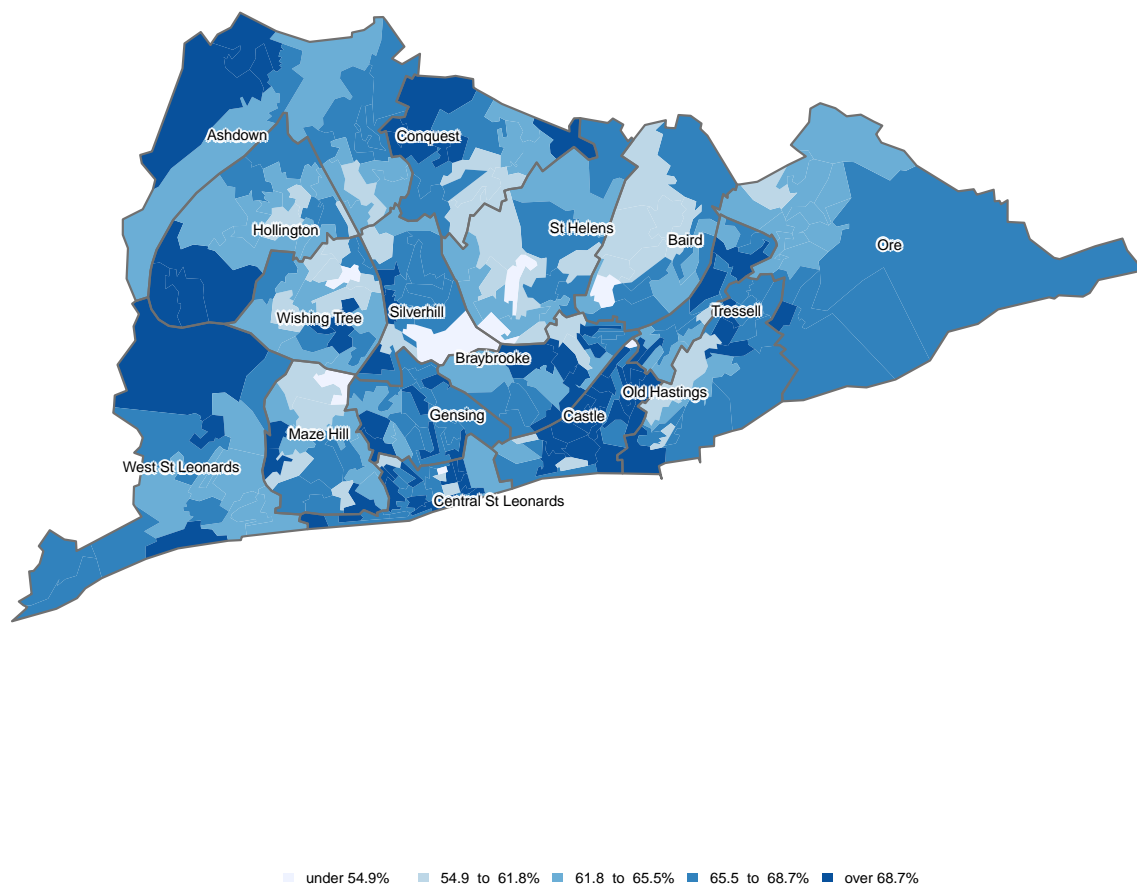 Ashdown
Conquest
Hollington
St Helens
Baird
Ore
Wishing Tree
Silverhill
Tressell
Braybrooke
Old Hastings
Gensing
Castle
Maze Hill
West St Leonards
Central St Leonards
under 54.9% 54.9 to 61.8% 61.8 to 65.5% 65.5 to 68.7% over 68.7%